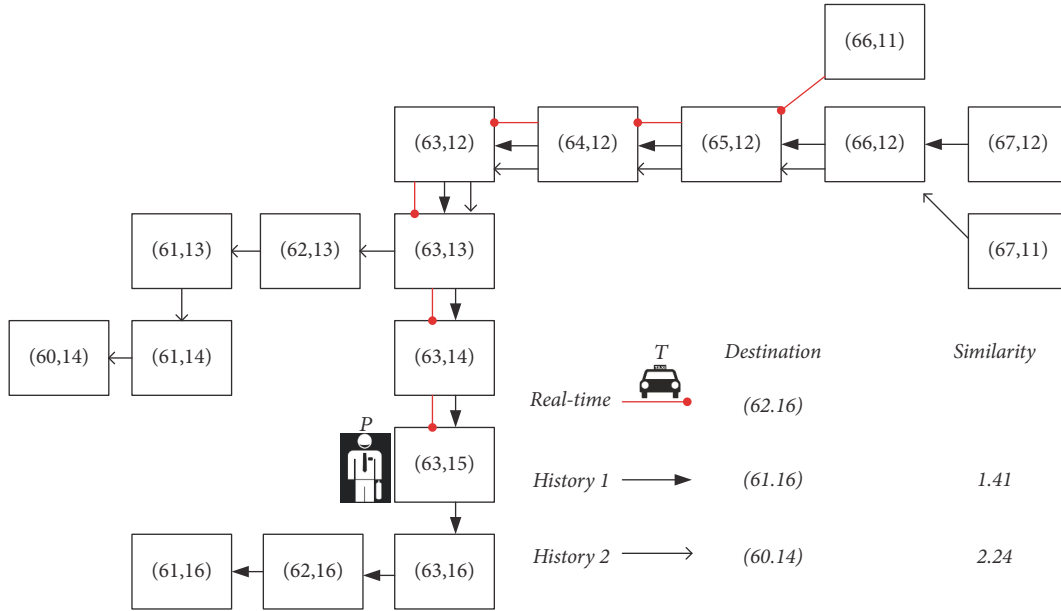 (66,11)
(63,12)
(64,12)
(65,12)
(66,12)
(67,12)
(61,13)
(62,13)
(63,13)
(67,11)
(60,14)
(61,14)
(63,14)
T
Destination
Similarity
TAXI
Real-time
(62.16)
P
(63,15)
History 1
(61.16)
1.41
(61,16)
(62,16)
(63,16)
History 2
(60.14)
2.24